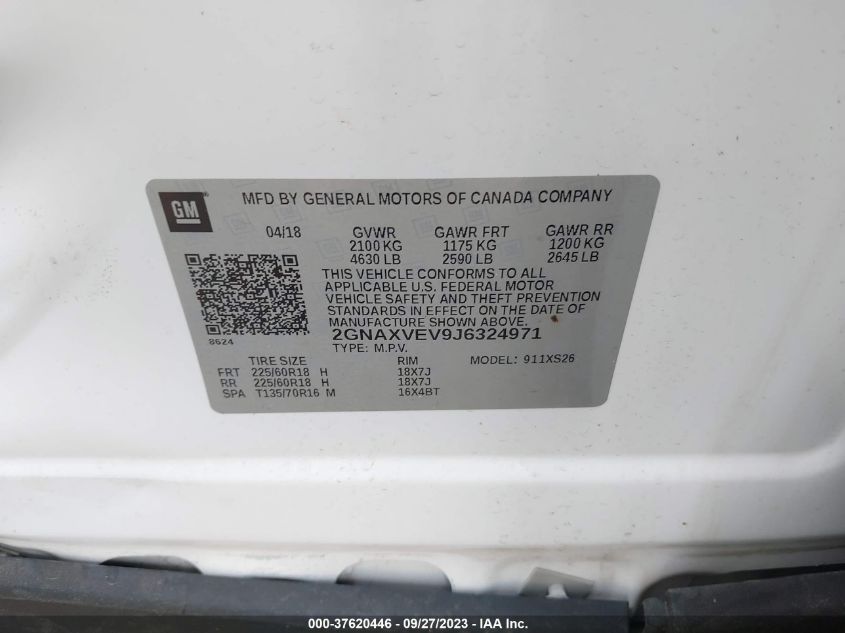 GM
MFD BY GENERAL MOTORS OF CANADA COMPANY
04/18 GVWR GAWR FRT GAWR RR
2100 KG 1175 KG 1200 KG
4630 LB 2590 LB 2645 LB
THIS VEHICLE CONFORMS TO ALL
APPLICABLE U.S. FEDERAL MOTOR
VEHICLE SAFETY AND THEFT PREVENTION
STANDARDS IN EFFECT ON THE DATE OF
MANUFACTURE SHOWN ABOVE.
8624
2GNAXVEV9J6324971
TYPE: M.P.V. MODEL: 911XS26
TIRE SIZE RIM
FRT 225/60R18 H 18X7J
RR 225/60R18 H 18X7J
SPA T135/70R16 M 16X4BT
000-37620446 - 09/27/2023 - IAA Inc.